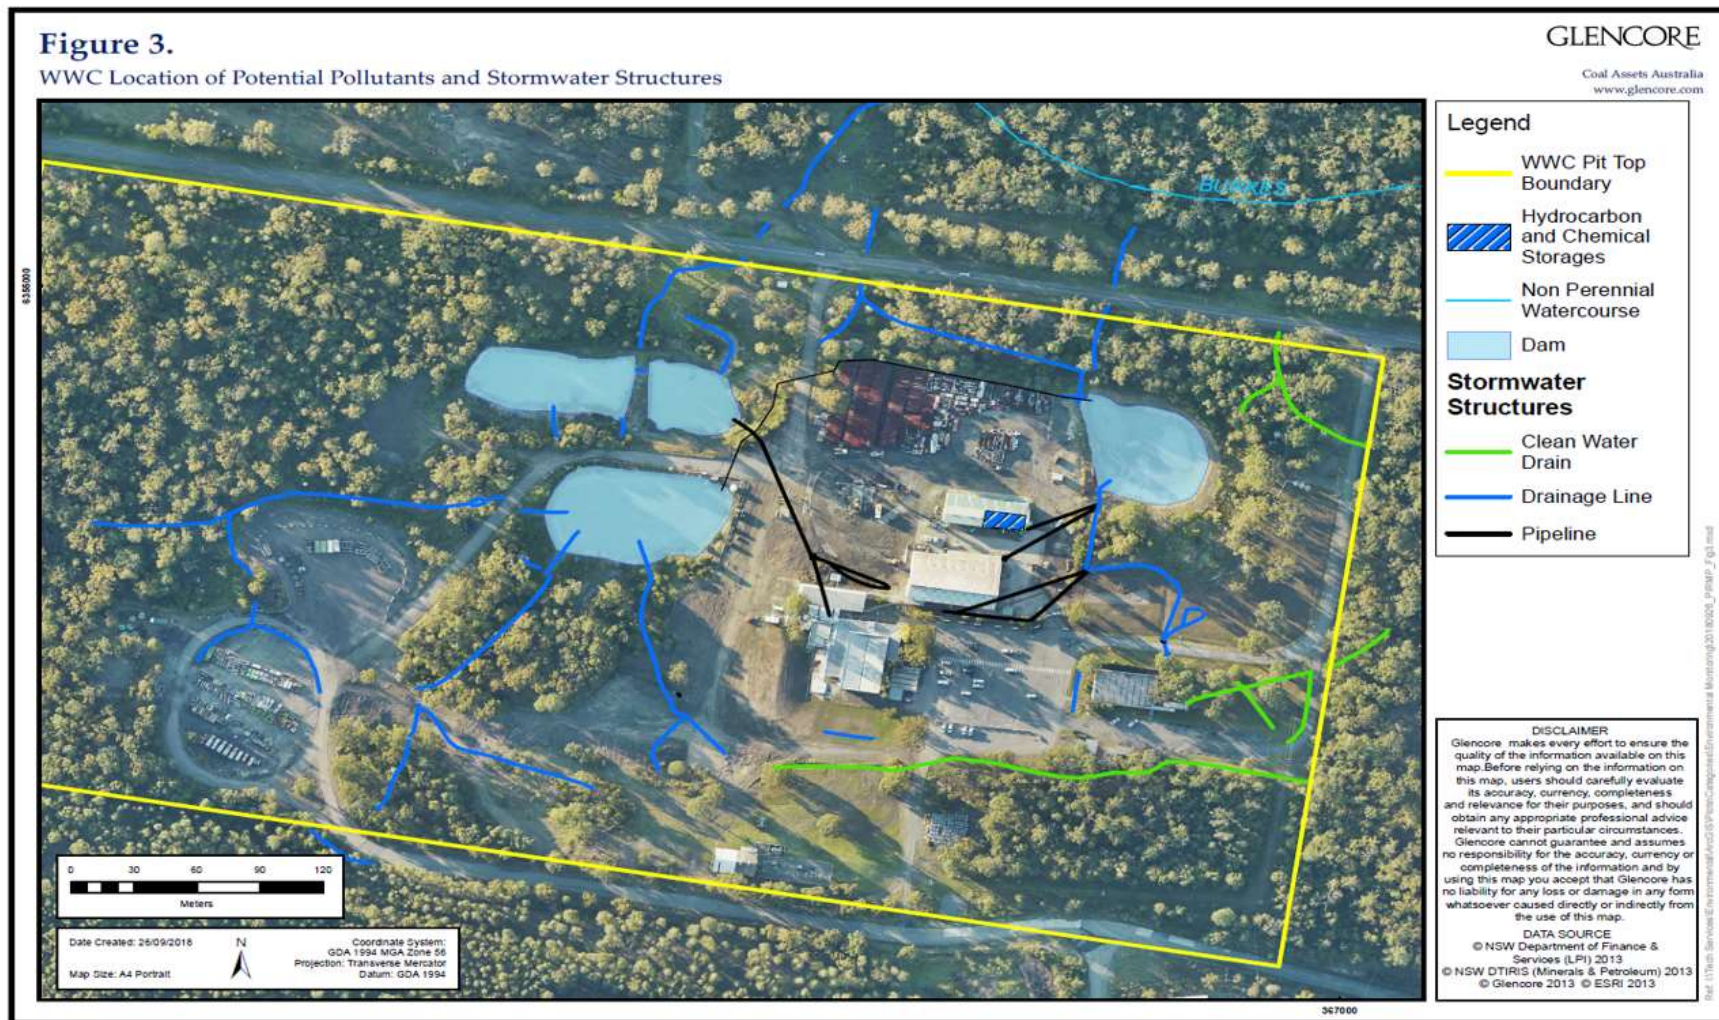 Figure 3.
WWC Location of Potential Pollutants and Stormwater Structures
GLENCORE
Coal Assets Australia
www.glencore.com
BURKES
6356000
367000
Legend
WWC Pit Top
Boundary
Hydrocarbon
and Chemical
Storages
Non Perennial
Watercourse
Dam
Stormwater
Structures
Clean Water
Drain
Drainage Line
Pipeline
0 30 60 90 120
Meters
Date Created: 26/09/2018
Map Size: A4 Portrait
N
Coordinate System:
GDA 1994 MGA Zone 56
Projection: Transverse Mercator
Datum: GDA 1994
DISCLAIMER
Glencore makes every effort to ensure the
quality of the information available on this
map.Before relying on the information on
this map, users should carefully evaluate
its accuracy, currency, completeness
and relevance for their purposes, and should
obtain any appropriate professional advice
relevant to their particular circumstances.
Glencore cannot guarantee and assumes
no responsibility for the accuracy, currency or
completeness of the information and by
using this map you accept that Glencore has
no liability for any loss or damage in any form
whatsoever caused directly or indirectly from
the use of this map.
DATA SOURCE
© NSW Department of Finance &
Services (LPI) 2013
© NSW DTIRIS (Minerals & Petroleum) 2013
© Glencore 2013 © ESRI 2013